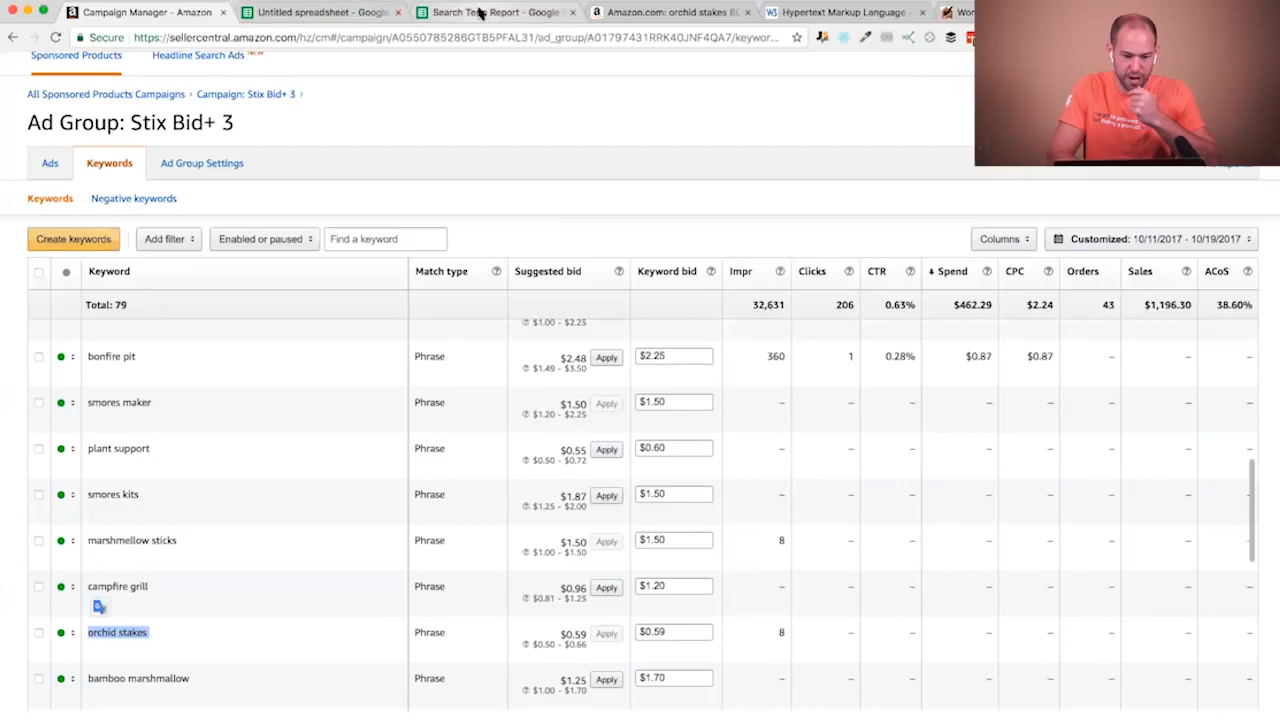 Campaign Manager - Amazon × Untitled spreadsheet - Google × Search Term Report - Google × Amazon.com: orchid stakes BC × Hypertext Markup Language - × Wor
Secure https://sellercentral.amazon.com/hz/cm#/campaign/A0550785286GTB5PFAL31/ad_group/A01797431RRK40JNF4QA7/keywor...
Sponsored Products Headline Search Ads NEW
All Sponsored Products Campaigns › Campaign: Stix Bid+ 3 ›
Ad Group: Stix Bid+ 3
Ads Keywords Ad Group Settings
Keywords Negative keywords
Create keywords Add filter Enabled or paused Find a keyword Columns Customized: 10/11/2017 - 10/19/2017
Keyword Match type Suggested bid Keyword bid Impr Clicks CTR Spend CPC Orders Sales ACoS
Total: 79 32,631 206 0.63% $462.29 $2.24 43 $1,196.30 38.60%
$1.00 - $2.25
bonfire pit Phrase $2.48 Apply $2.25 360 1 0.28% $0.87 $0.87 – – –
$1.49 - $3.50
smores maker Phrase $1.50 Apply $1.50 – – – – – – – –
$1.20 - $2.25
plant support Phrase $0.55 Apply $0.60 – – – – – – – –
$0.50 - $0.72
smores kits Phrase $1.87 Apply $1.50 – – – – – – – –
$1.25 - $2.00
marshmellow sticks Phrase $1.50 Apply $1.50 8 – – – – – – –
$1.00 - $1.50
campfire grill Phrase $0.96 Apply $1.20 – – – – – – – –
$0.81 - $1.25
orchid stakes Phrase $0.59 Apply $0.59 8 – – – – – – –
$0.50 - $0.66
bamboo marshmallow Phrase $1.25 Apply $1.70 – – – – – – – –
$1.00 - $1.70